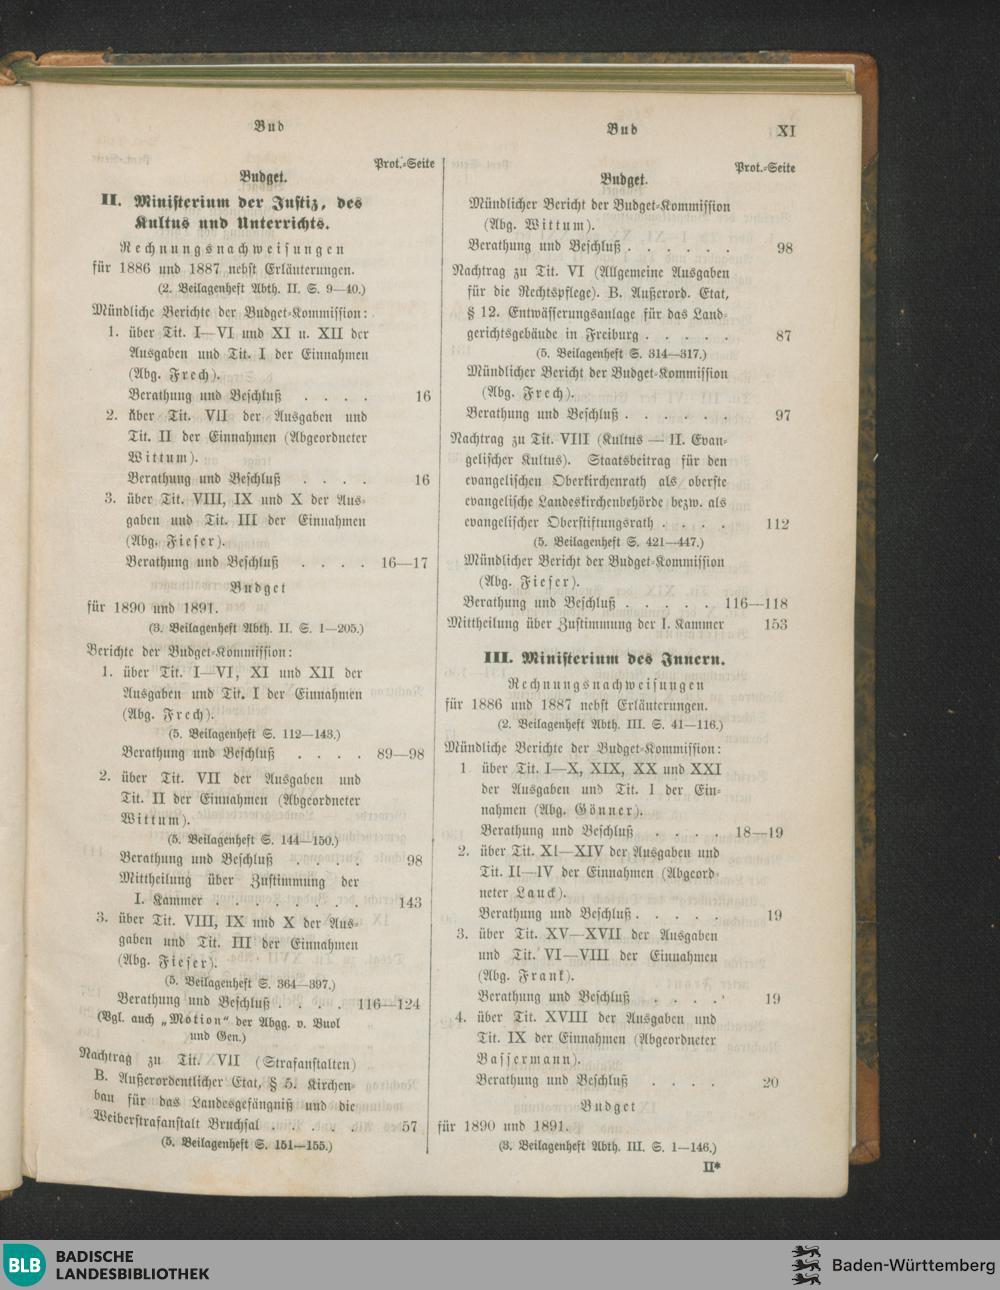 Bud
Prot.-Seite
Budget.
II. Ministerium der Justiz, des
Kultus und Unterrichts.
Rechnungsnachweisungen
für 1886 und 1887 nebst Erläuterungen.
(2. Beilagenheft Abth. II. S. 9—40.)
Mündliche Berichte der Budget-Kommission:
1. über Tit. I—VI und XI u. XII der
Ausgaben und Tit. I der Einnahmen
(Abg. Frech).
Berathung und Beschluß . . . . 16
2. über Tit. VII der Ausgaben und
Tit. II der Einnahmen (Abgeordneter
Wittum).
Berathung und Beschluß . . . . 16
3. über Tit. VIII, IX und X der Aus-
gaben und Tit. III der Einnahmen
(Abg. Fieser).
Berathung und Beschluß . . . . 16—17
Budget
für 1890 und 1891.
(3. Beilagenheft Abth. II. S. 1—205.)
Berichte der Budget-Kommission:
1. über Tit. I—VI, XI und XII der
Ausgaben und Tit. I der Einnahmen
(Abg. Frech).
(5. Beilagenheft S. 112—143.)
Berathung und Beschluß . . . . 89—98
2. über Tit. VII der Ausgaben und
Tit. II der Einnahmen (Abgeordneter
Wittum).
(5. Beilagenheft S. 144—150.)
Berathung und Beschluß . . . . 98
Mittheilung über Zustimmung der
I. Kammer . . . . . . . . 143
3. über Tit. VIII, IX und X der Aus-
gaben und Tit. III der Einnahmen
(Abg. Fieser).
(5. Beilagenheft S. 364—397.)
Berathung und Beschluß . . . . 116—124
(Vgl. auch „Motion“ der Abgg. v. Buol
und Gen.)
Nachtrag zu Tit. VII (Strafanstalten)
B. Außerordentlicher Etat, § 5. Kirchen-
bau für das Landesgefängniß und die
Weiberstrafanstalt Bruchsal . . . . . 57
(5. Beilagenheft S. 151—155.)
Bud
XI
Prot.-Seite
Budget.
Mündlicher Bericht der Budget-Kommission
(Abg. Wittum).
Berathung und Beschluß . . . . . . 98
Nachtrag zu Tit. VI (Allgemeine Ausgaben
für die Rechtspflege). B. Außerord. Etat,
§ 12. Entwässerungsanlage für das Land-
gerichtsgebäude in Freiburg . . . . . 87
(5. Beilagenheft S. 314—317.)
Mündlicher Bericht der Budget-Kommission
(Abg. Frech).
Berathung und Beschluß . . . . . . 97
Nachtrag zu Tit. VIII (Kultus — II. Evan-
gelischer Kultus). Staatsbeitrag für den
evangelischen Oberkirchenrath als oberste
evangelische Landeskirchenbehörde bezw. als
evangelischer Oberstiftungsrath . . . . 112
(5. Beilagenheft S. 421—447.)
Mündlicher Bericht der Budget-Kommission
(Abg. Fieser).
Berathung und Beschluß . . . . . 116—118
Mittheilung über Zustimmung der I. Kammer 153
III. Ministerium des Innern.
Rechnungsnachweisungen
für 1886 und 1887 nebst Erläuterungen.
(2. Beilagenheft Abth. III. S. 41—116.)
Mündliche Berichte der Budget-Kommission:
1 über Tit. I—X, XIX, XX und XXI
der Ausgaben und Tit. I der Ein-
nahmen (Abg. Gönner).
Berathung und Beschluß . . . . 18—19
2. über Tit. XI—XIV der Ausgaben und
Tit. II—IV der Einnahmen (Abgeord-
neter Lauck).
Berathung und Beschluß . . . . . 19
3. über Tit. XV—XVII der Ausgaben
und Tit. VI—VIII der Einnahmen
(Abg. Frank).
Berathung und Beschluß . . . . 19
4. über Tit. XVIII der Ausgaben und
Tit. IX der Einnahmen (Abgeordneter
Bassermann).
Berathung und Beschluß . . . . 20
Budget
für 1890 und 1891.
(3. Beilagenheft Abth. III. S. 1—146.)
II*
BLB
BADISCHE
LANDESBIBLIOTHEK
Baden-Württemberg